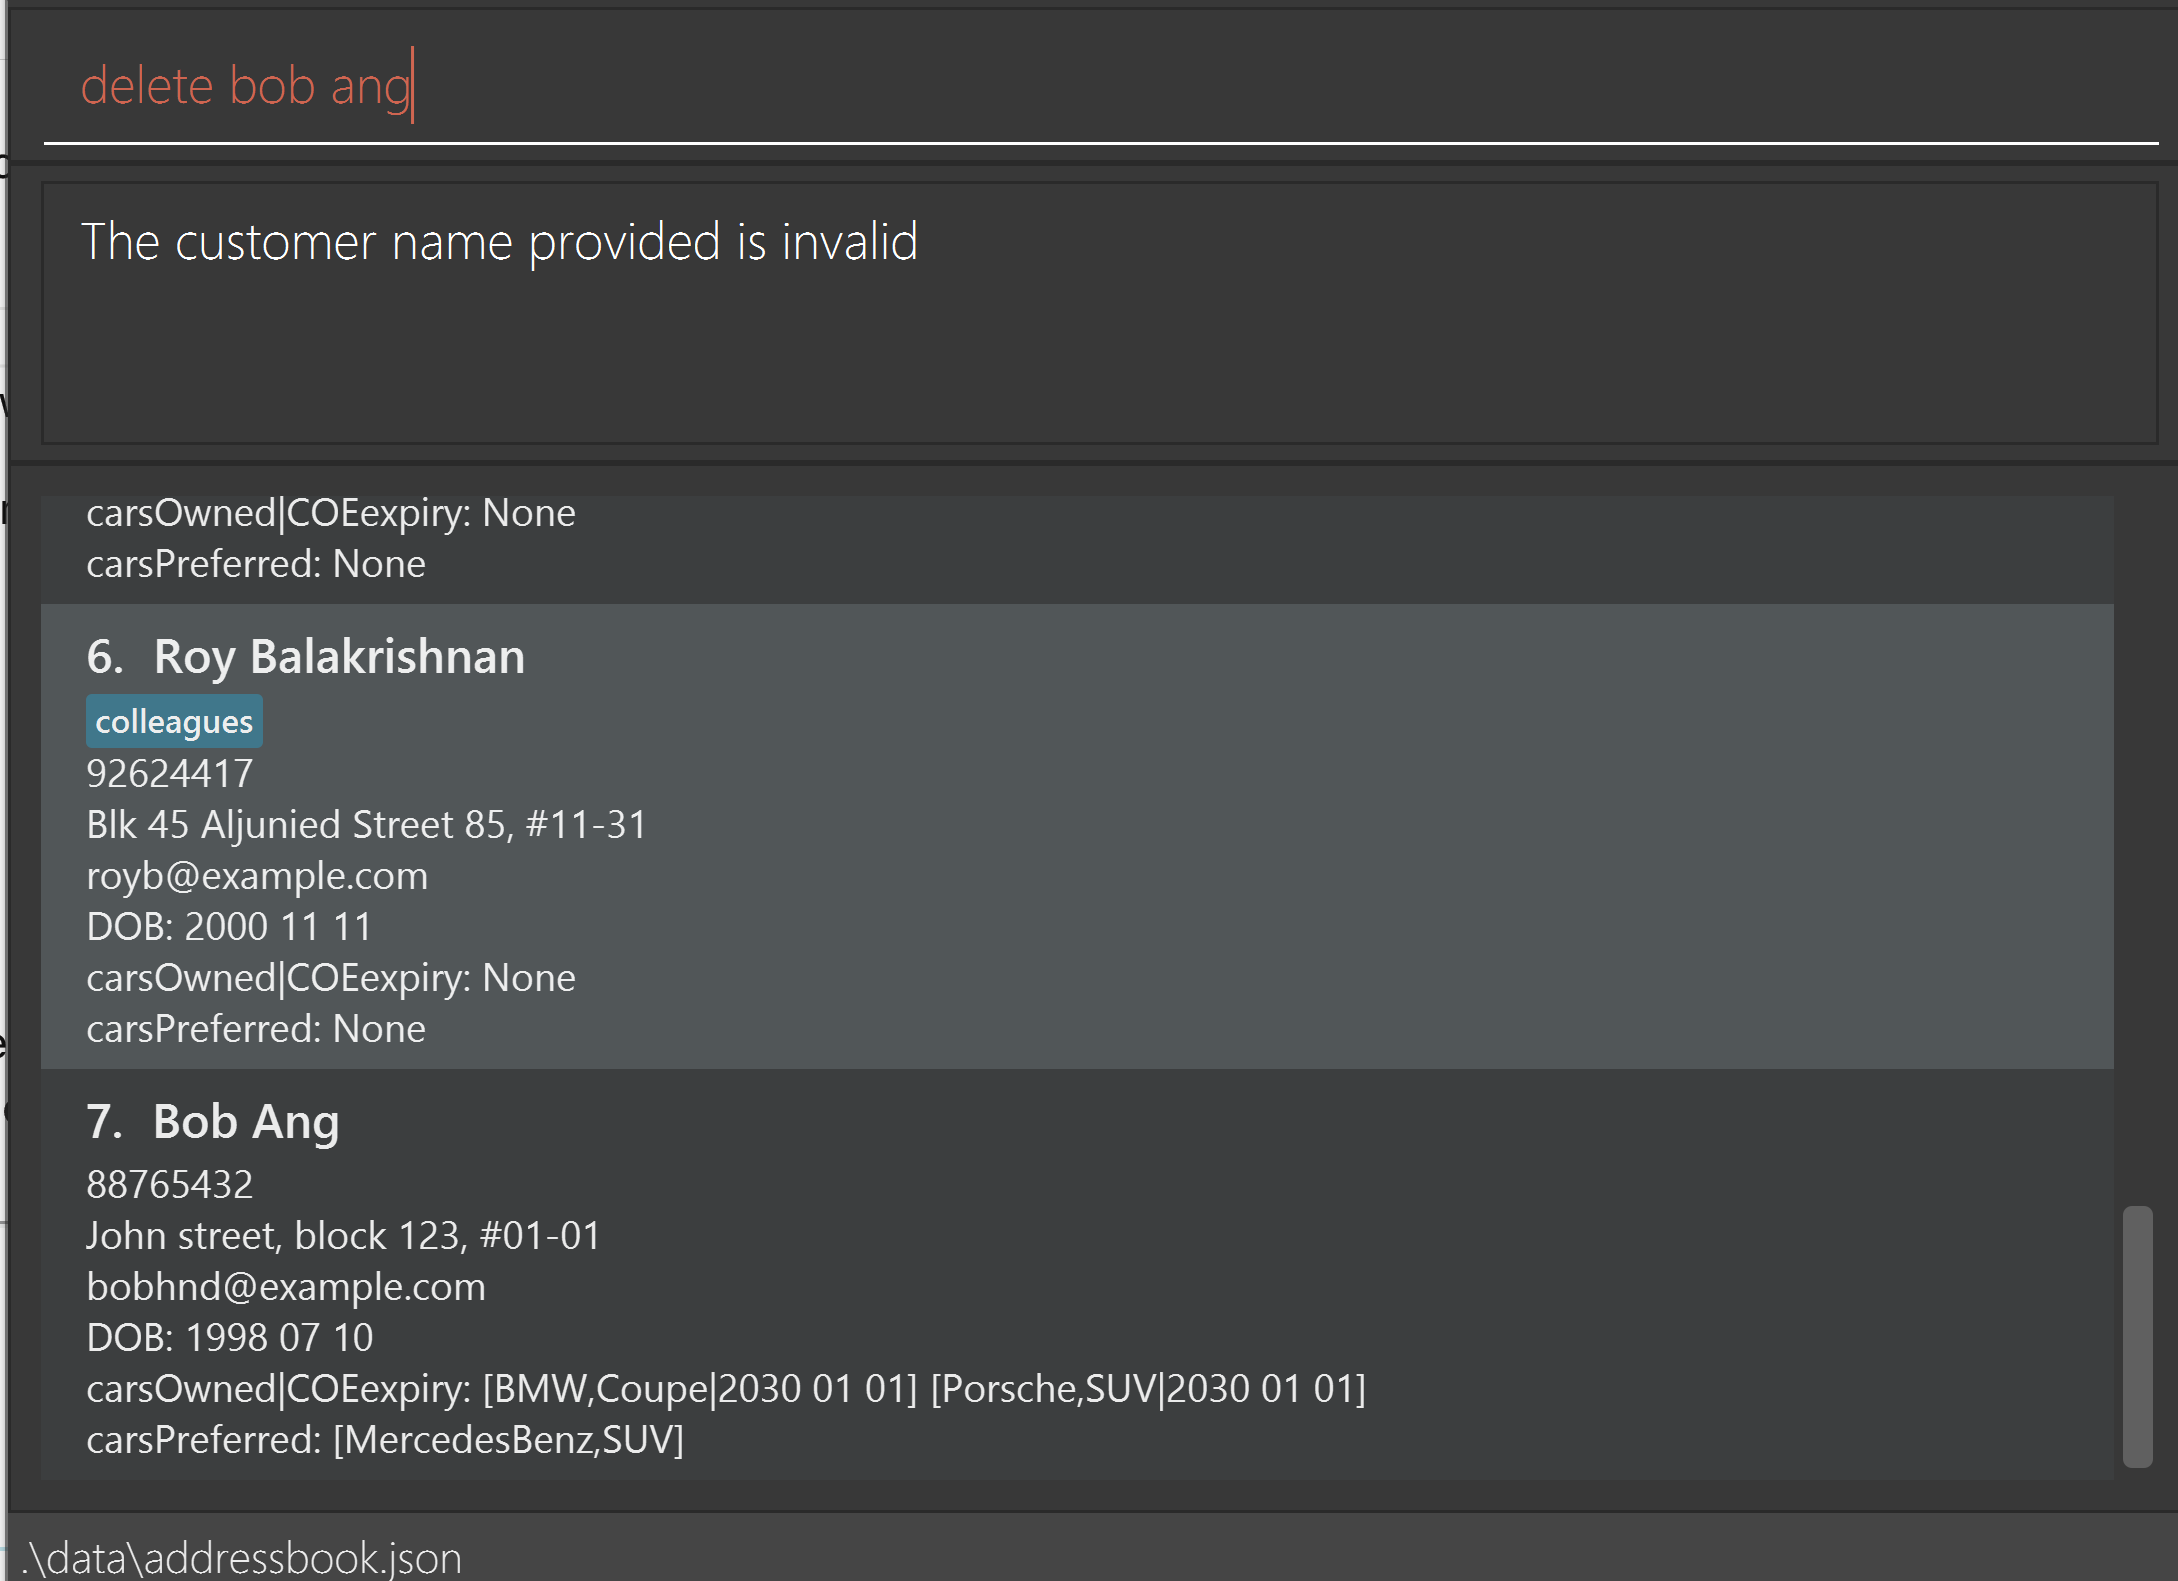 delete bob ang
The customer name provided is invalid
carsOwned|COEexpiry: None
carsPreferred: None
6. Roy Balakrishnan
colleagues
92624417
Blk 45 Aljunied Street 85, #11-31
royb@example.com
DOB: 2000 11 11
carsOwned|COEexpiry: None
carsPreferred: None
7. Bob Ang
88765432
John street, block 123, #01-01
bobhnd@example.com
DOB: 1998 07 10
carsOwned|COEexpiry: [BMW,Coupe|2030 01 01] [Porsche,SUV|2030 01 01]
carsPreferred: [MercedesBenz,SUV]
.\data\addressbook.json